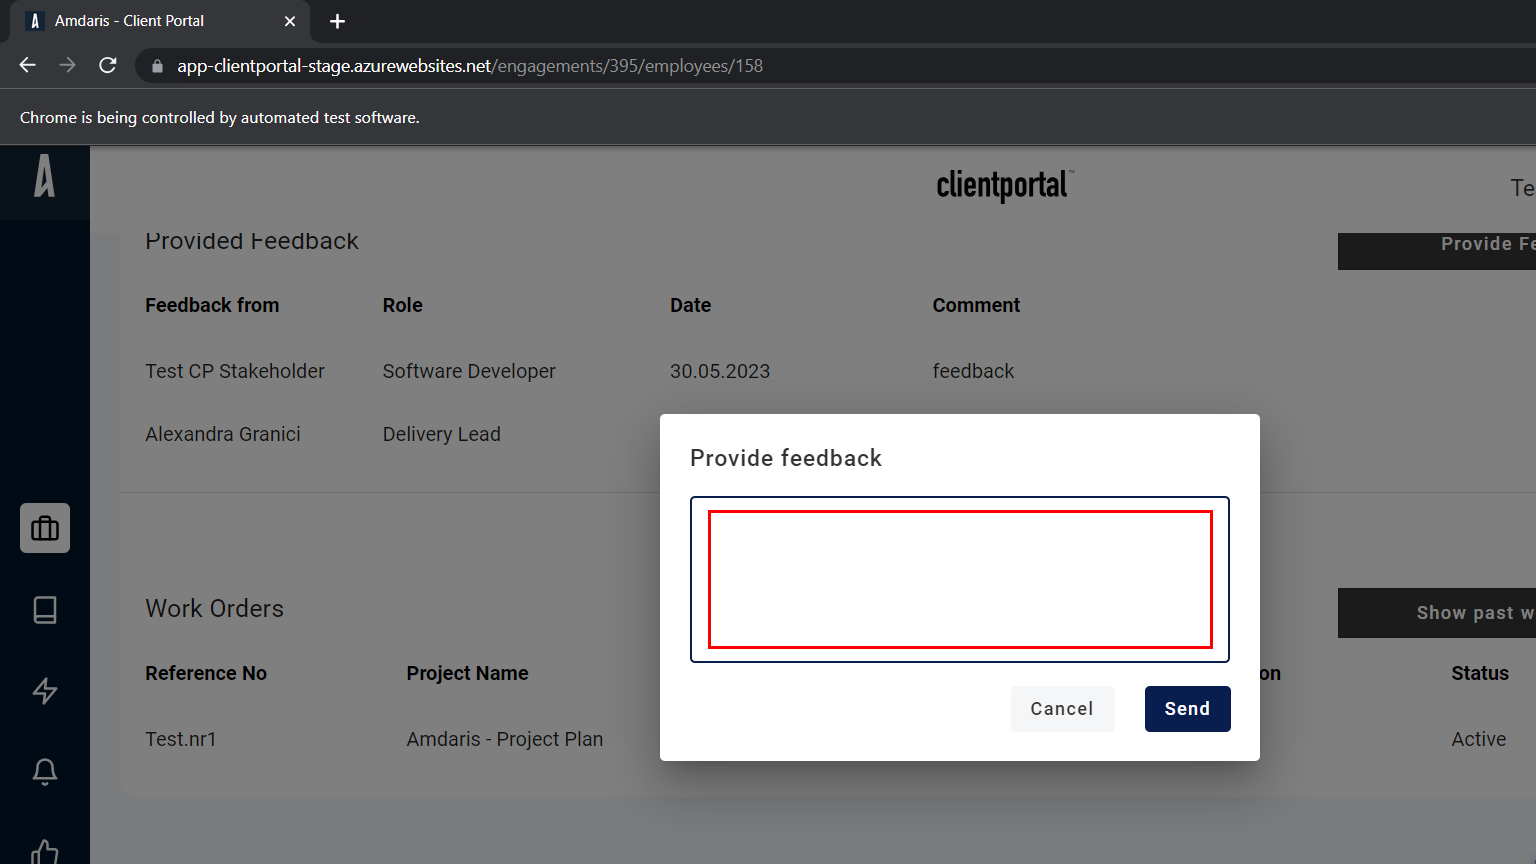 Amdaris - Client Portal
app-clientportal-stage.azurewebsites.net/engagements/395/employees/158
Chrome is being controlled by automated test software.
clientportal™
Te
Provided Feedback
Provide Fe
Feedback from Role Date Comment
Test CP Stakeholder Software Developer 30.05.2023 feedback
Alexandra Granici Delivery Lead
Provide feedback
Cancel Send
Work Orders
Show past w
Reference No Project Name on Status
Test.nr1 Amdaris - Project Plan Active